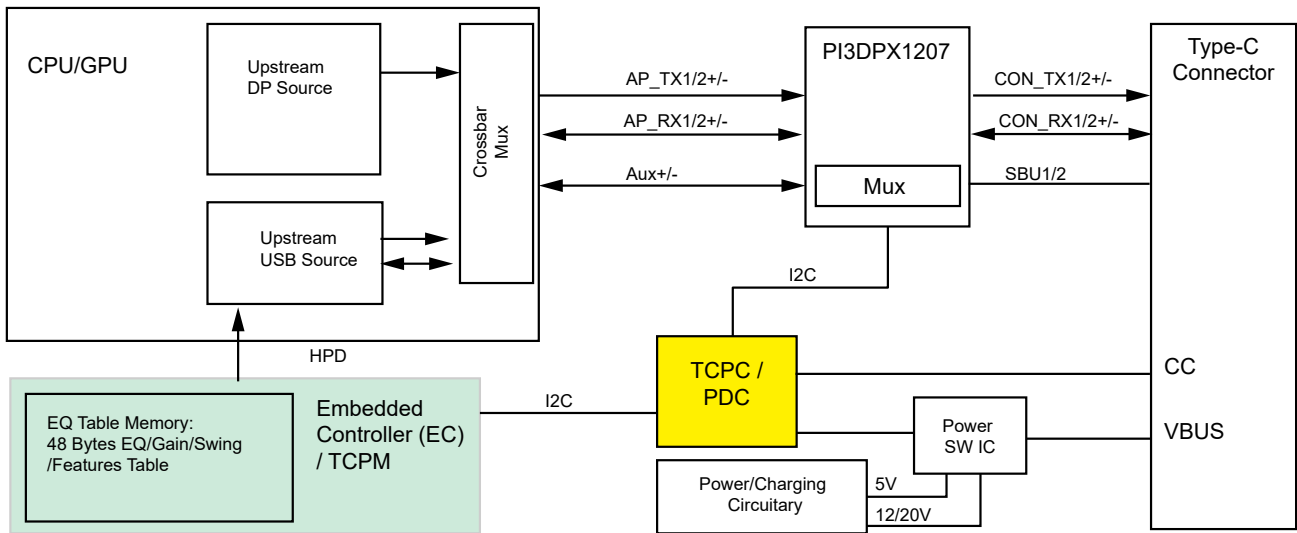 CPU/GPU
Upstream
DP Source
Crossbar
Mux
Upstream
USB Source
AP_TX1/2+/-
AP_RX1/2+/-
Aux+/-
PI3DPX1207
Mux
CON_TX1/2+/-
CON_RX1/2+/-
SBU1/2
Type-C
Connector
I2C
HPD
EQ Table Memory:
48 Bytes EQ/Gain/Swing
/Features Table
Embedded
Controller (EC)
/ TCPM
I2C
TCPC /
PDC
CC
Power
SW IC
VBUS
Power/Charging
Circuitary
5V
12/20V